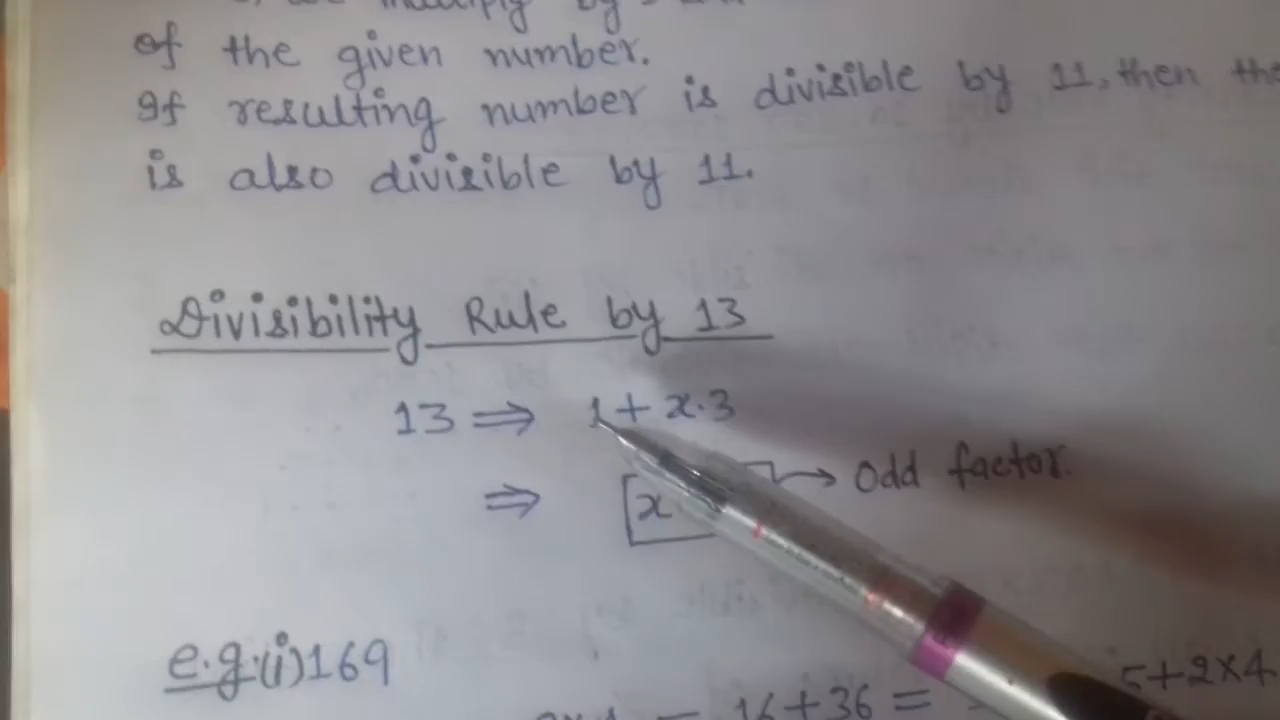 of the given number.
If resulting number is divisible by 11, then the
is also divisible by 11.
Divisibility Rule by 13
13 ⇒ 1 + x.3
⇒ x → Odd factor.
e.g.(i) 169
16+36 = 5+2×4